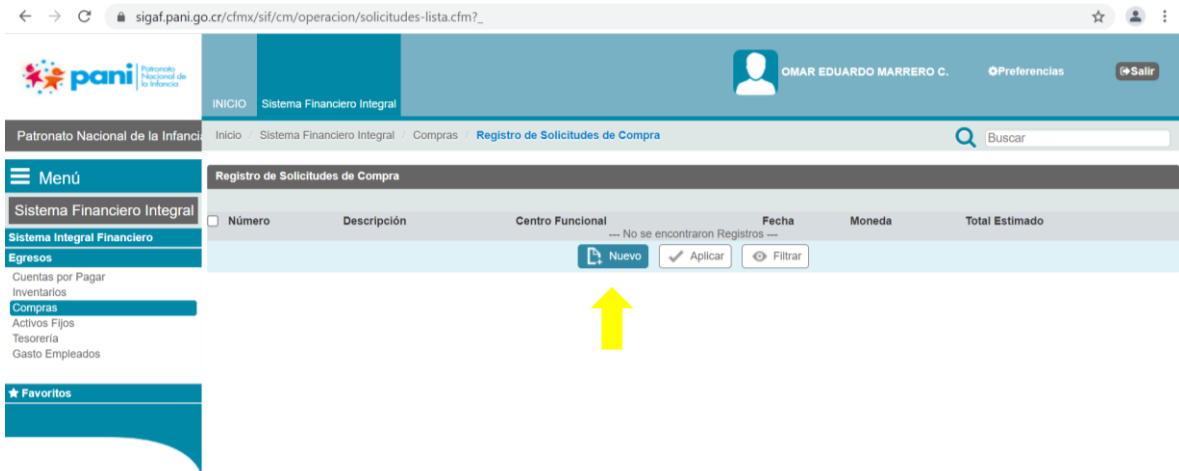 sigaf.pani.go.cr/cfmx/sif/cm/operacion/solicitudes-lista.cfm?_
pani Patronato Nacional de la Infancia
INICIO Sistema Financiero Integral
OMAR EDUARDO MARRERO C. Preferencias Salir
Patronato Nacional de la Infanci
Inicio / Sistema Financiero Integral / Compras / Registro de Solicitudes de Compra
Buscar
Menú
Sistema Financiero Integral
Sistema Integral Financiero
Egresos
Cuentas por Pagar
Inventarios
Compras
Activos Fijos
Tesorería
Gasto Empleados
Favoritos
Registro de Solicitudes de Compra
Número Descripción Centro Funcional Fecha Moneda Total Estimado
--- No se encontraron Registros ---
Nuevo Aplicar Filtrar